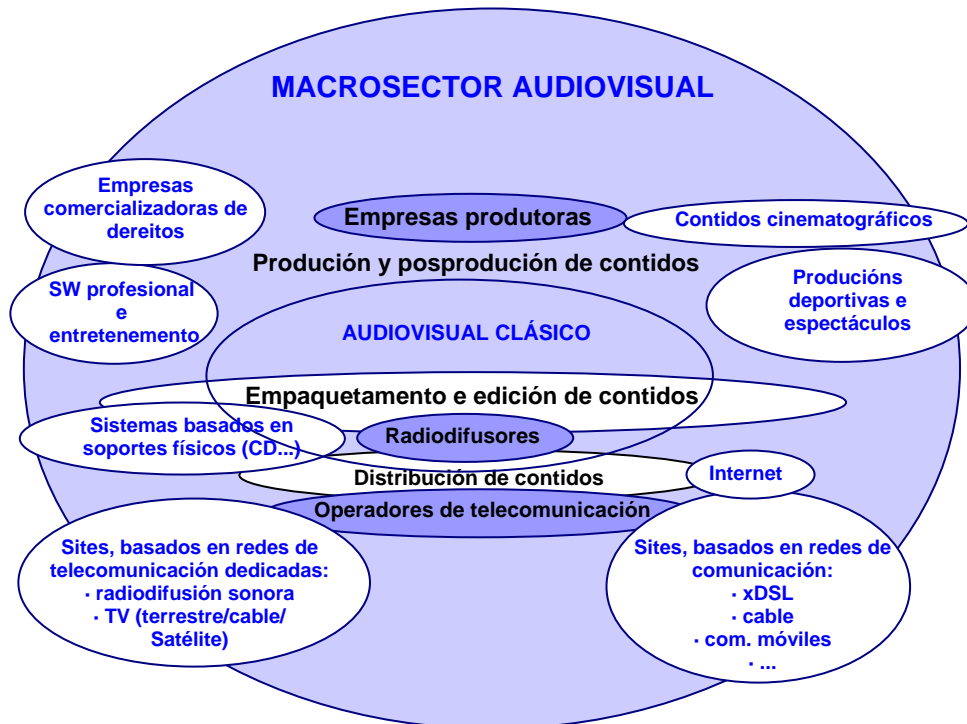 MACROSECTOR AUDIOVISUAL
Empresas
comercializadoras de
dereitos
Empresas produtoras
Contidos cinematográficos
Produción y posprodución de contidos
SW profesional
e
entretenemento
Producións
deportivas e
espectáculos
AUDIOVISUAL CLÁSICO
Empaquetamento e edición de contidos
Sistemas basados en
soportes físicos (CD...)
Radiodifusores
Distribución de contidos
Internet
Operadores de telecomunicación
Sites, basados en redes de
telecomunicación dedicadas:
· radiodifusión sonora
· TV (terrestre/cable/
Satélite)
Sites, basados en redes de
comunicación:
· xDSL
· cable
· com. móviles
· ...